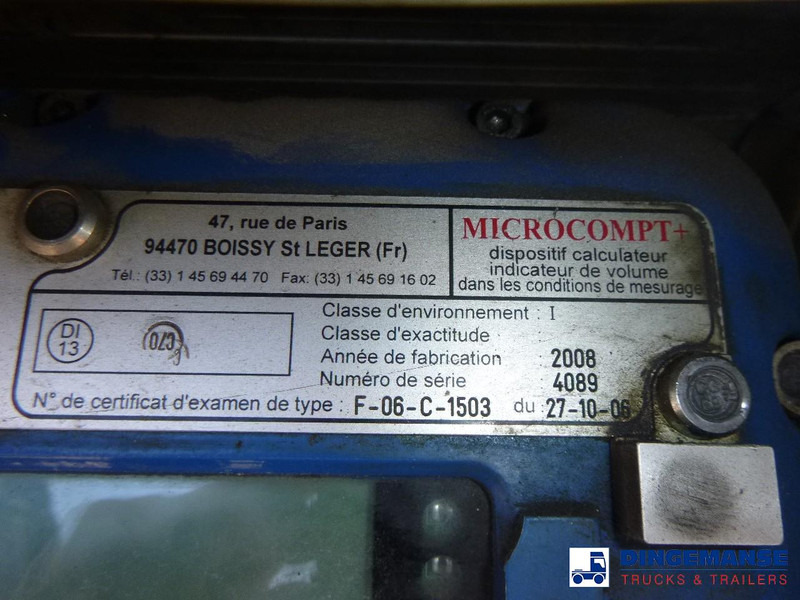 47, rue de Paris
94470 BOISSY St LEGER (Fr)
Tél.: (33) 1 45 69 44 70 Fax: (33) 1 45 69 16 02
MICROCOMPT+
dispositif calculateur
indicateur de volume
dans les conditions de mesurage
DI
13
Classe d'environnement : I
Classe d'exactitude :
Année de fabrication : 2008
Numéro de série : 4089
N° de certificat d'examen de type : F-06-C-1503 du : 27-10-06
DINGEMANSE
TRUCKS & TRAILERS